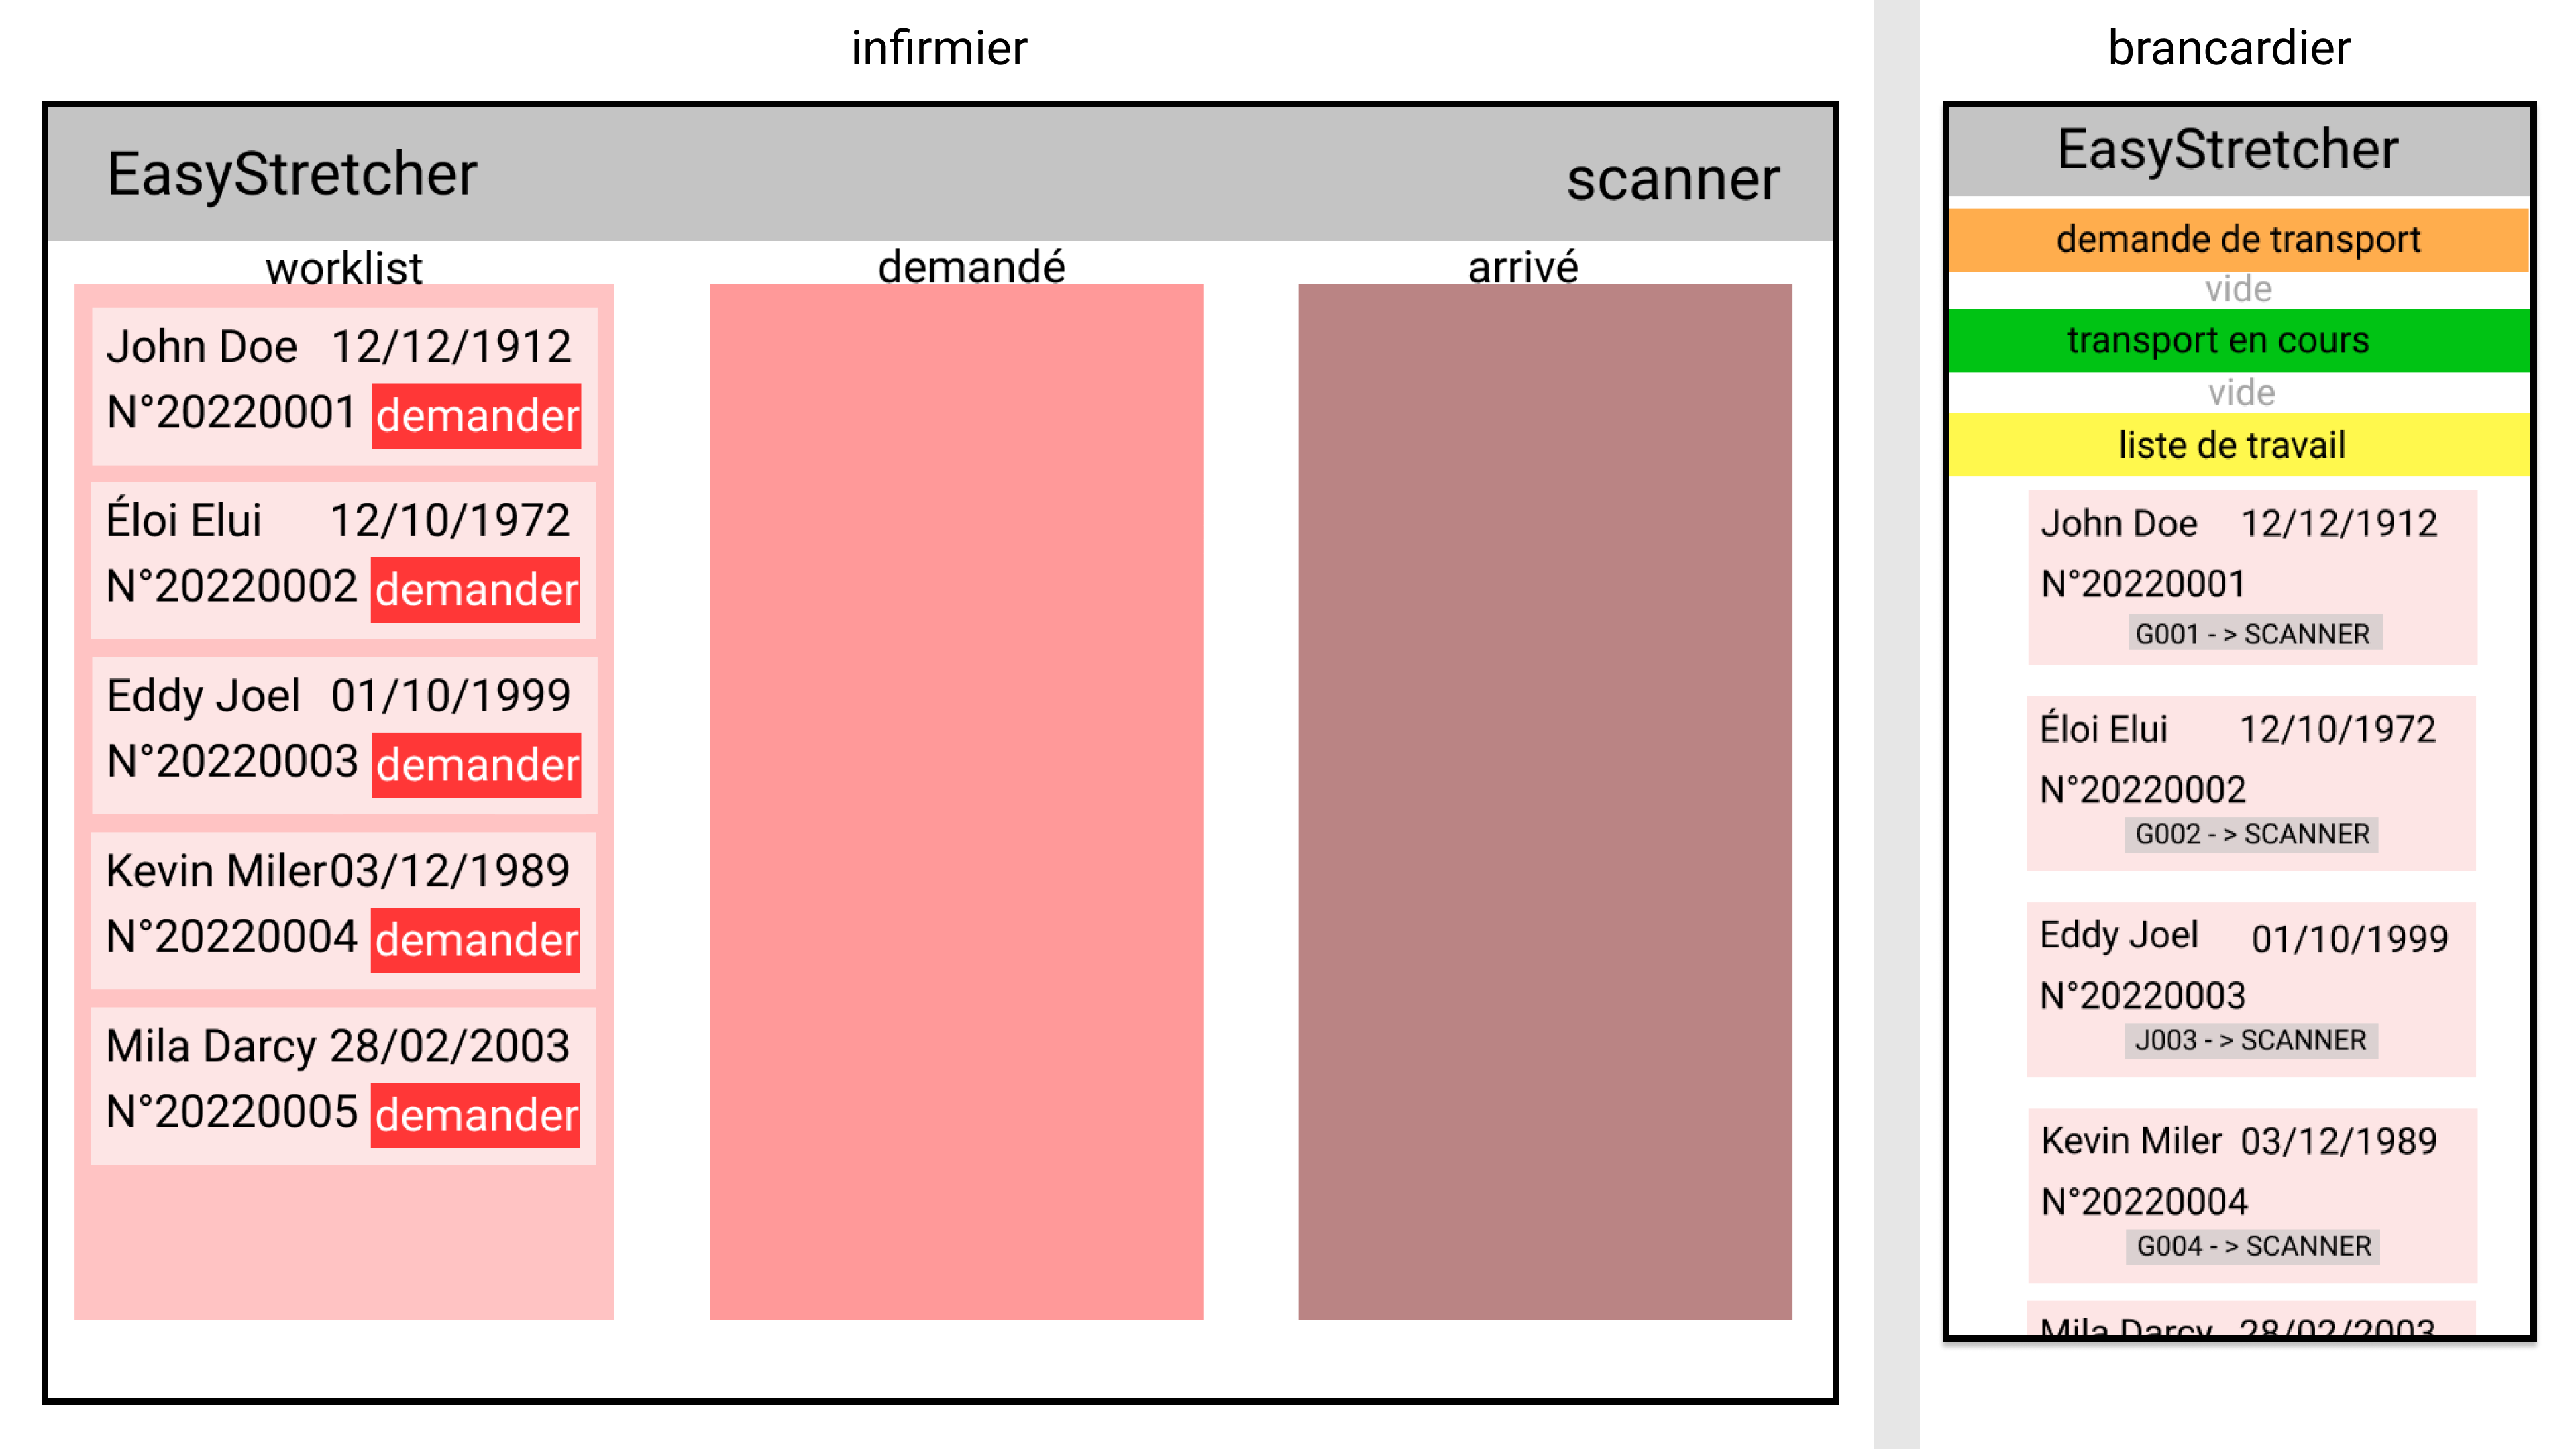 infirmier
EasyStretcher
scanner
worklist
demandé
arrivé
John Doe 12/12/1912
N°20220001 demander
Éloi Elui 12/10/1972
N°20220002 demander
Eddy Joel 01/10/1999
N°20220003 demander
Kevin Miler 03/12/1989
N°20220004 demander
Mila Darcy 28/02/2003
N°20220005 demander
brancardier
EasyStretcher
demande de transport
vide
transport en cours
vide
liste de travail
John Doe 12/12/1912
N°20220001
G001 - > SCANNER
Éloi Elui 12/10/1972
N°20220002
G002 - > SCANNER
Eddy Joel 01/10/1999
N°20220003
J003 - > SCANNER
Kevin Miler 03/12/1989
N°20220004
G004 - > SCANNER
Mila Darcy 28/02/2003